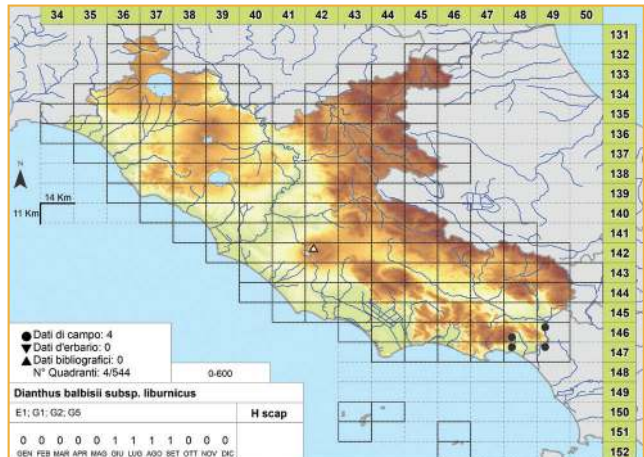 34 35 36 37 38 39 40 41 42 43 44 45 46 47 48 49 50
131
132
133
134
135
136
137
138
139
140
141
142
143
144
145
146
147
148
149
150
151
152
N
14 Km
11 Km
● Dati di campo: 4
▼ Dati d'erbario: 0
▲ Dati bibliografici: 0
N° Quadranti: 4/544
0-600
Dianthus balbisii subsp. liburnicus
E1; G1; G2; G5
H scap
0 0 0 0 0 1 1 1 1 0 0 0
GEN FEB MAR APR MAG GIU LUG AGO SET OTT NOV DIC